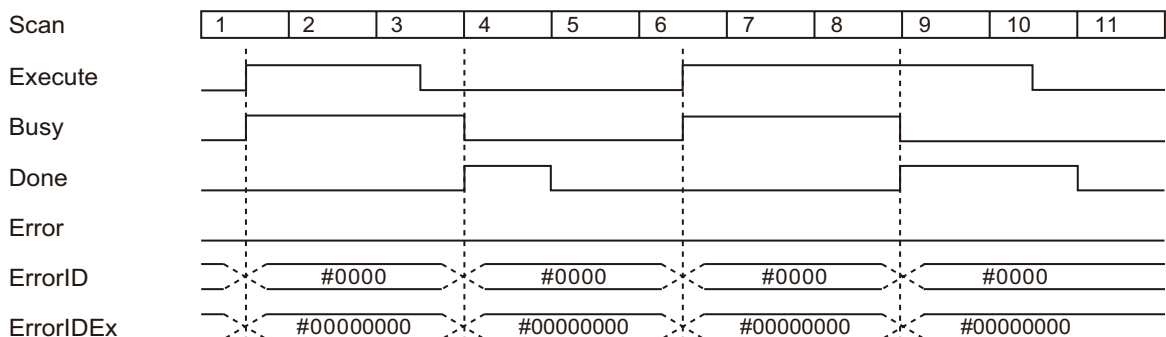 Scan 1 2 3 4 5 6 7 8 9 10 11
Execute
Busy
Done
Error
ErrorID #0000 #0000 #0000 #0000
ErrorIDEx #00000000 #00000000 #00000000 #00000000